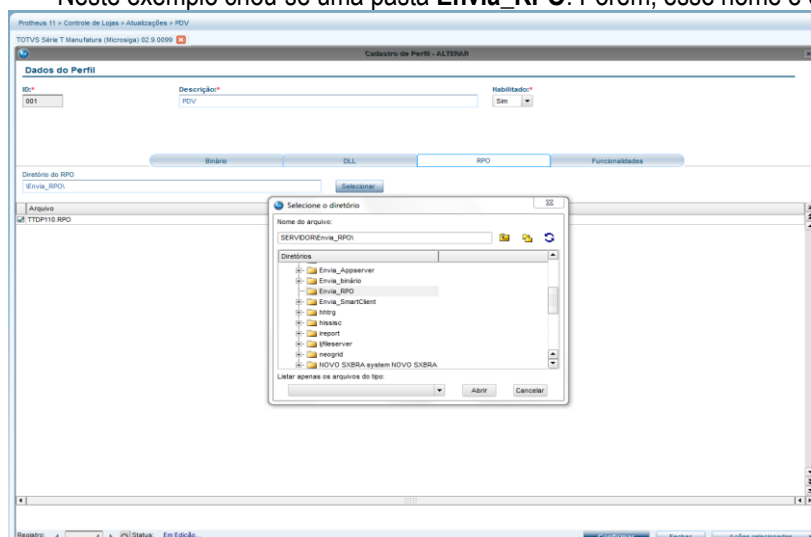 Neste exemplo criou-se uma pasta Envia_RPO. Porém, esse nome é
Protheus 11 > Controle de Lojas > Atualizações > PDV
TOTVS Série T Manufatura (Microsiga) 02.9.0099
Cadastro de Perfil - ALTERAR
Dados do Perfil
ID:* Descrição:* Habilitado:*
001 PDV Sim
Binário DLL RPO Funcionalidades
Diretório do RPO
\Envia_RPO\ Selecionar
Arquivo
TTDP110.RPO
Selecione o diretório
Nome do arquivo:
SERVIDOR\Envia_RPO\
Diretórios
Envia_Appserver
Envia_binário
Envia_RPO
Envia_SmartClient
hhtrg
hissisc
ireport
ljfileserver
neogrid
NOVO SXBRA system NOVO SXBRA
Listar apenas os arquivos do tipo:
Abrir Cancelar
Registro: Status: Em Edição... Confirmar Fechar Ações relacionadas